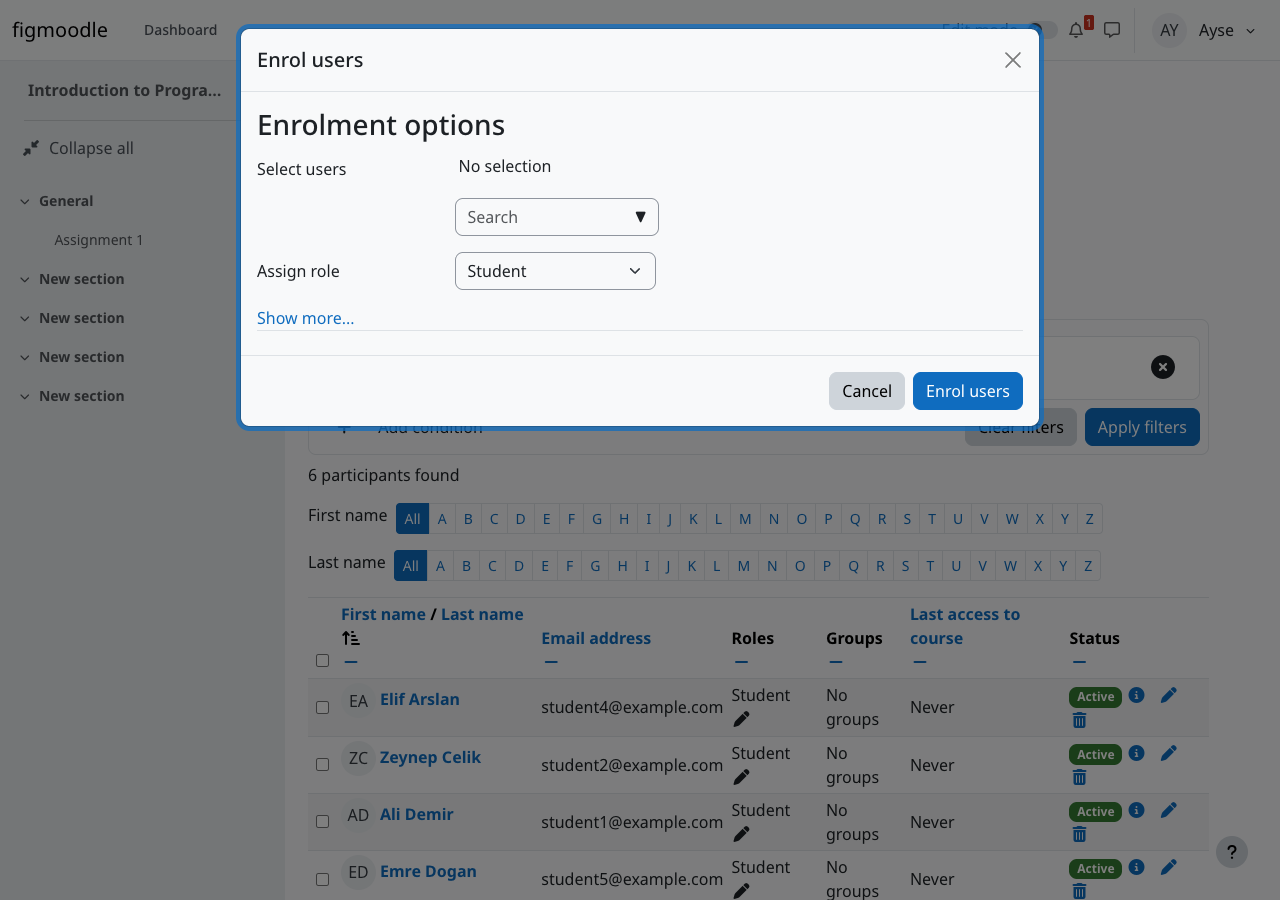 figmoodle
Dashboard
Edit mode
1
AY
Ayse
Enrol users
Enrolment options
Select users
No selection
Search
Assign role
Student
Show more...
Cancel
Enrol users
Introduction to Progra...
Collapse all
General
Assignment 1
New section
New section
New section
New section
Add condition
Clear filters
Apply filters
6 participants found
First name All A B C D E F G H I J K L M N O P Q R S T U V W X Y Z
Last name All A B C D E F G H I J K L M N O P Q R S T U V W X Y Z
First name / Last name
Email address
Roles
Groups
Last access to
course
Status
EA Elif Arslan student4@example.com Student No
groups Never Active
ZC Zeynep Celik student2@example.com Student No
groups Never Active
AD Ali Demir student1@example.com Student No
groups Never Active
ED Emre Dogan student5@example.com Student No
groups Never Active
?